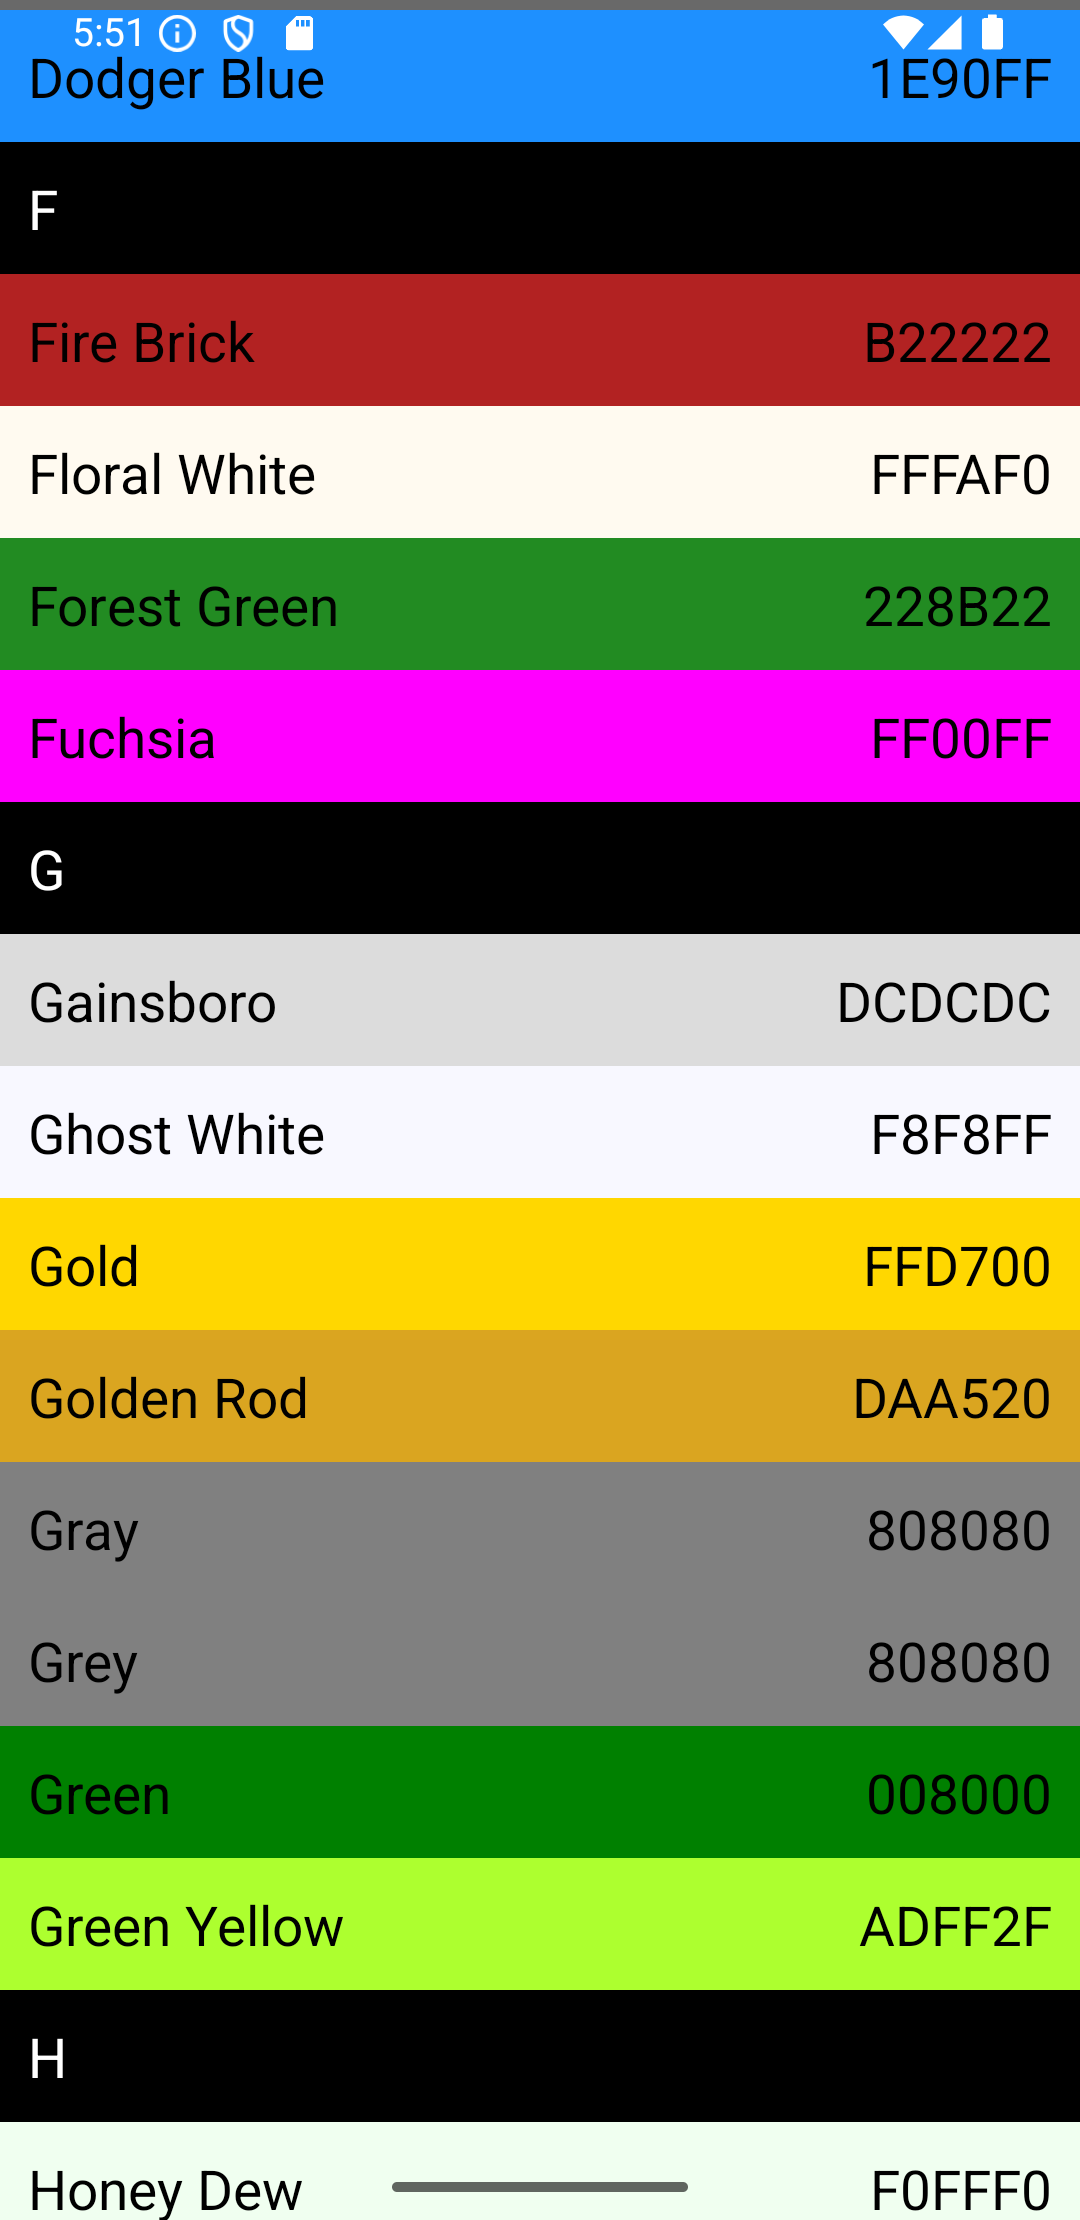 5:51
Dodger Blue 1E90FF
F
Fire Brick B22222
Floral White FFFAF0
Forest Green 228B22
Fuchsia FF00FF
G
Gainsboro DCDCDC
Ghost White F8F8FF
Gold FFD700
Golden Rod DAA520
Gray 808080
Grey 808080
Green 008000
Green Yellow ADFF2F
H
Honey Dew F0FFF0